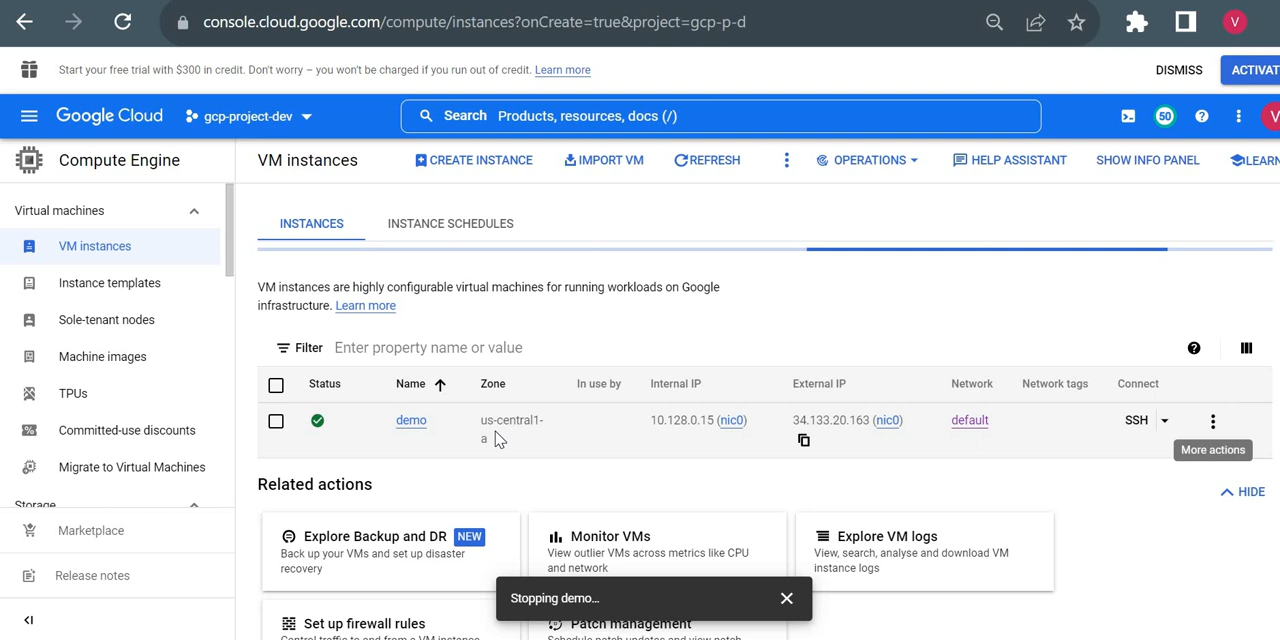 console.cloud.google.com/compute/instances?onCreate=true&project=gcp-p-d
V
Start your free trial with $300 in credit. Don't worry – you won't be charged if you run out of credit. Learn more
DISMISS
ACTIVAT
Google Cloud
gcp-project-dev
Search Products, resources, docs (/)
50
V
Compute Engine
VM instances
CREATE INSTANCE
IMPORT VM
REFRESH
OPERATIONS
HELP ASSISTANT
SHOW INFO PANEL
LEARN
Virtual machines
VM instances
Instance templates
Sole-tenant nodes
Machine images
TPUs
Committed-use discounts
Migrate to Virtual Machines
Storage
Marketplace
Release notes
INSTANCES
INSTANCE SCHEDULES
VM instances are highly configurable virtual machines for running workloads on Google
infrastructure. Learn more
Filter Enter property name or value
Status Name Zone In use by Internal IP External IP Network Network tags Connect
demo us-central1- 10.128.0.15 (nic0) 34.133.20.163 (nic0) default SSH
a
More actions
Related actions
HIDE
Explore Backup and DR NEW
Back up your VMs and set up disaster
recovery
Monitor VMs
View outlier VMs across metrics like CPU
and network
Explore VM logs
View, search, analyse and download VM
instance logs
Stopping demo...
Set up firewall rules
Control traffic to and from a VM instance
Patch management
Schedule patch updates and view patch